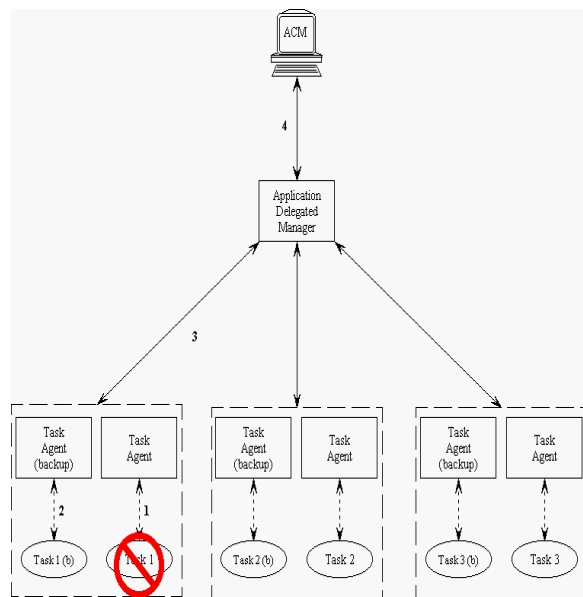 ACM
4
Application
Delegated
Manager
3
Task
Agent
(backup)
Task
Agent
Task
Agent
(backup)
Task
Agent
Task
Agent
(backup)
Task
Agent
2
1
Task 1 (b)
Task 1
Task 2 (b)
Task 2
Task 3 (b)
Task 3